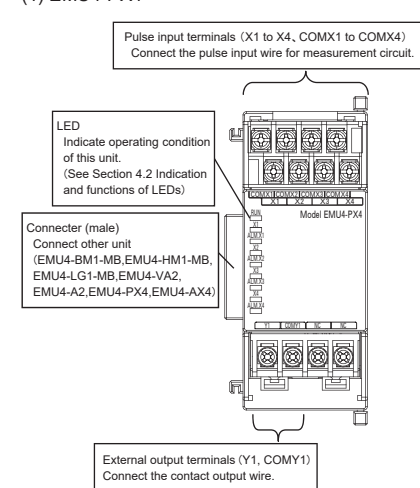 Pulse input terminals (X1 to X4、COMX1 to COMX4)
Connect the pulse input wire for measurement circuit.
LED
Indicate operating condition
of this unit.
(See Section 4.2 Indication
and functions of LEDs)
Connecter (male)
Connect other unit
(EMU4-BM1-MB,EMU4-HM1-MB,
EMU4-LG1-MB,EMU4-VA2,
EMU4-A2,EMU4-PX4,EMU4-AX4)
COMX1 COMX2 COMX3 COMX4
X1 X2 X3 X4
Model EMU4-PX4
RUN
X1
ALM.X1
X2
ALM.X2
X3
ALM.X3
X4
ALM.X4
Y1 COMY1 NC NC
External output terminals (Y1, COMY1)
Connect the contact output wire.